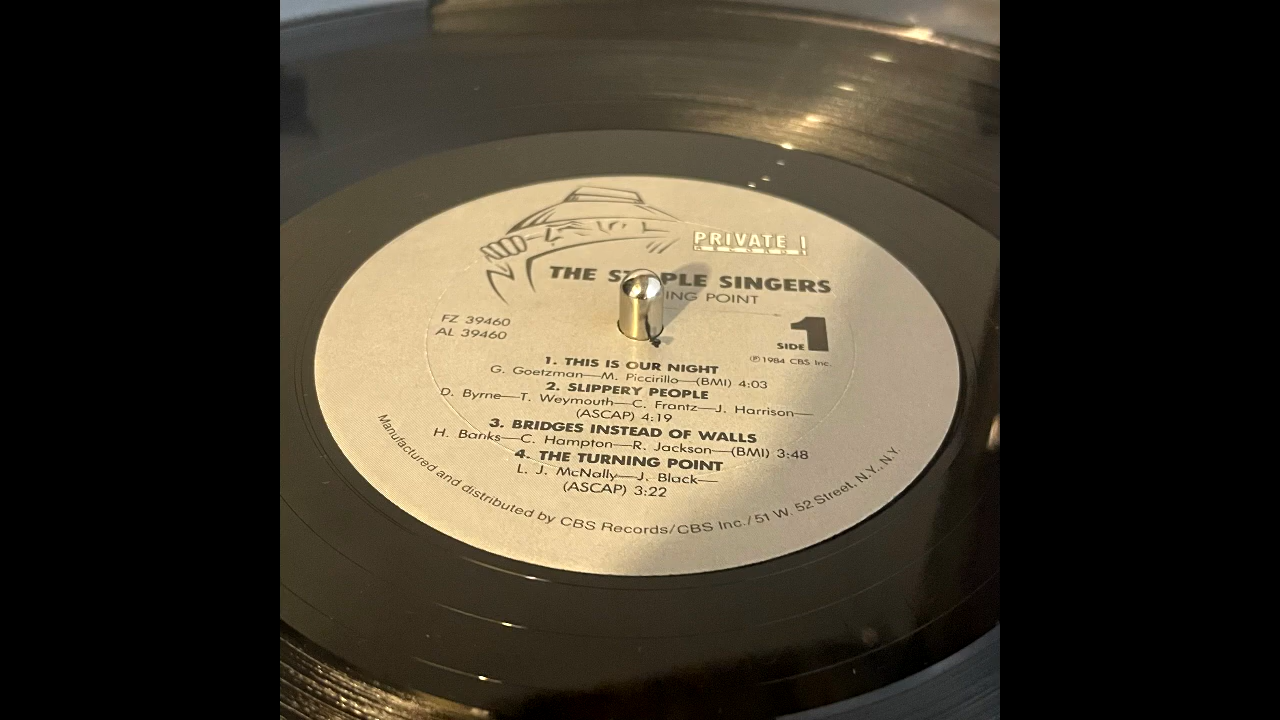 PRIVATE I
RECORDS
THE STAPLE SINGERS
POINT
FZ 39460
AL 39460
SIDE 1
℗1984 CBS Inc.
1. THIS IS OUR NIGHT
G. Goetzman—M. Piccirillo—(BMI) 4:03
2. SLIPPERY PEOPLE
D. Byrne—T. Weymouth—C. Frantz—J. Harrison—
(ASCAP) 4:19
3. BRIDGES INSTEAD OF WALLS
H. Banks—C. Hampton—R. Jackson—(BMI) 3:48
4. THE TURNING POINT
L. J. McNally—J. Black—
(ASCAP) 3:22
Manufactured and distributed by CBS Records/CBS Inc./51 W. 52 Street, N.Y., N.Y.